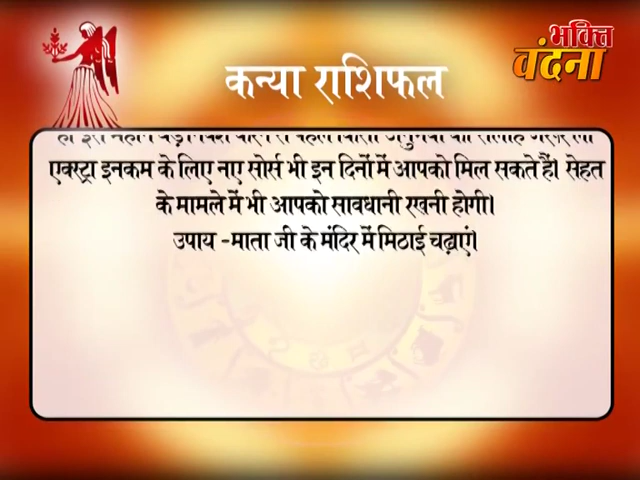 भक्ति
वंदना
कन्या राशिफल
एक्स्ट्रा इनकम के लिए नए सोर्स भी इन दिनों में आपको मिल सकते हैं। सेहत
के मामले में भी आपको सावधानी रखनी होगी।
उपाय -माता जी के मंदिर में मिठाई चढ़ाएं।